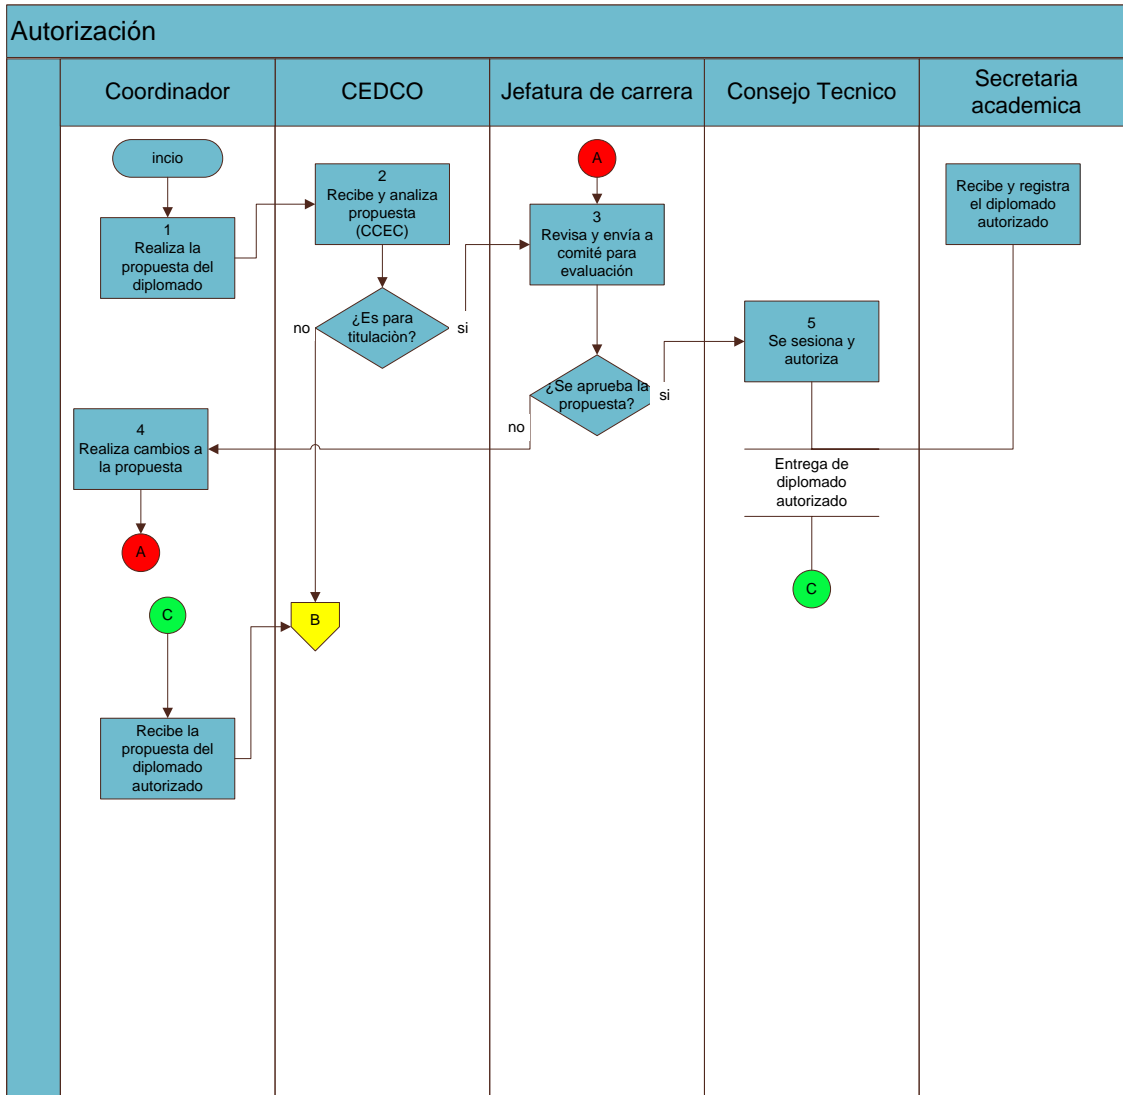 Autorización
Coordinador
CEDCO
Jefatura de carrera
Consejo Tecnico
Secretaria
academica
incio
1
Realiza la
propuesta del
diplomado
2
Recibe y analiza
propuesta
(CCEC)
¿Es para
titulaciòn?
no
si
A
3
Revisa y envía a
comité para
evaluación
¿Se aprueba la
propuesta?
no
si
5
Se sesiona y
autoriza
Recibe y registra
el diplomado
autorizado
4
Realiza cambios a
la propuesta
A
Entrega de
diplomado
autorizado
C
C
B
Recibe la
propuesta del
diplomado
autorizado